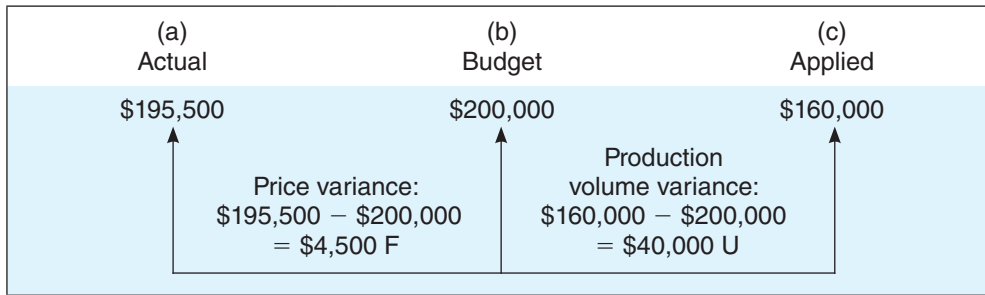 (a)
Actual
(b)
Budget
(c)
Applied
$195,500
$200,000
$160,000
Price variance:
$195,500 − $200,000
= $4,500 F
Production
volume variance:
$160,000 − $200,000
= $40,000 U